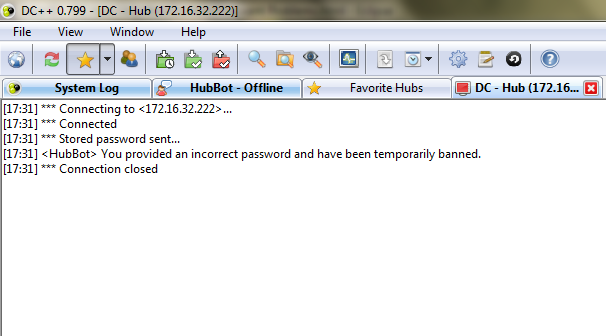 DC++ 0.799 - [DC - Hub (172.16.32.222)]
File View Window Help
System Log HubBot - Offline Favorite Hubs DC - Hub (172.16...
[17:31] *** Connecting to <172.16.32.222>...
[17:31] *** Connected
[17:31] *** Stored password sent...
[17:31] <HubBot> You provided an incorrect password and have been temporarily banned.
[17:31] *** Connection closed